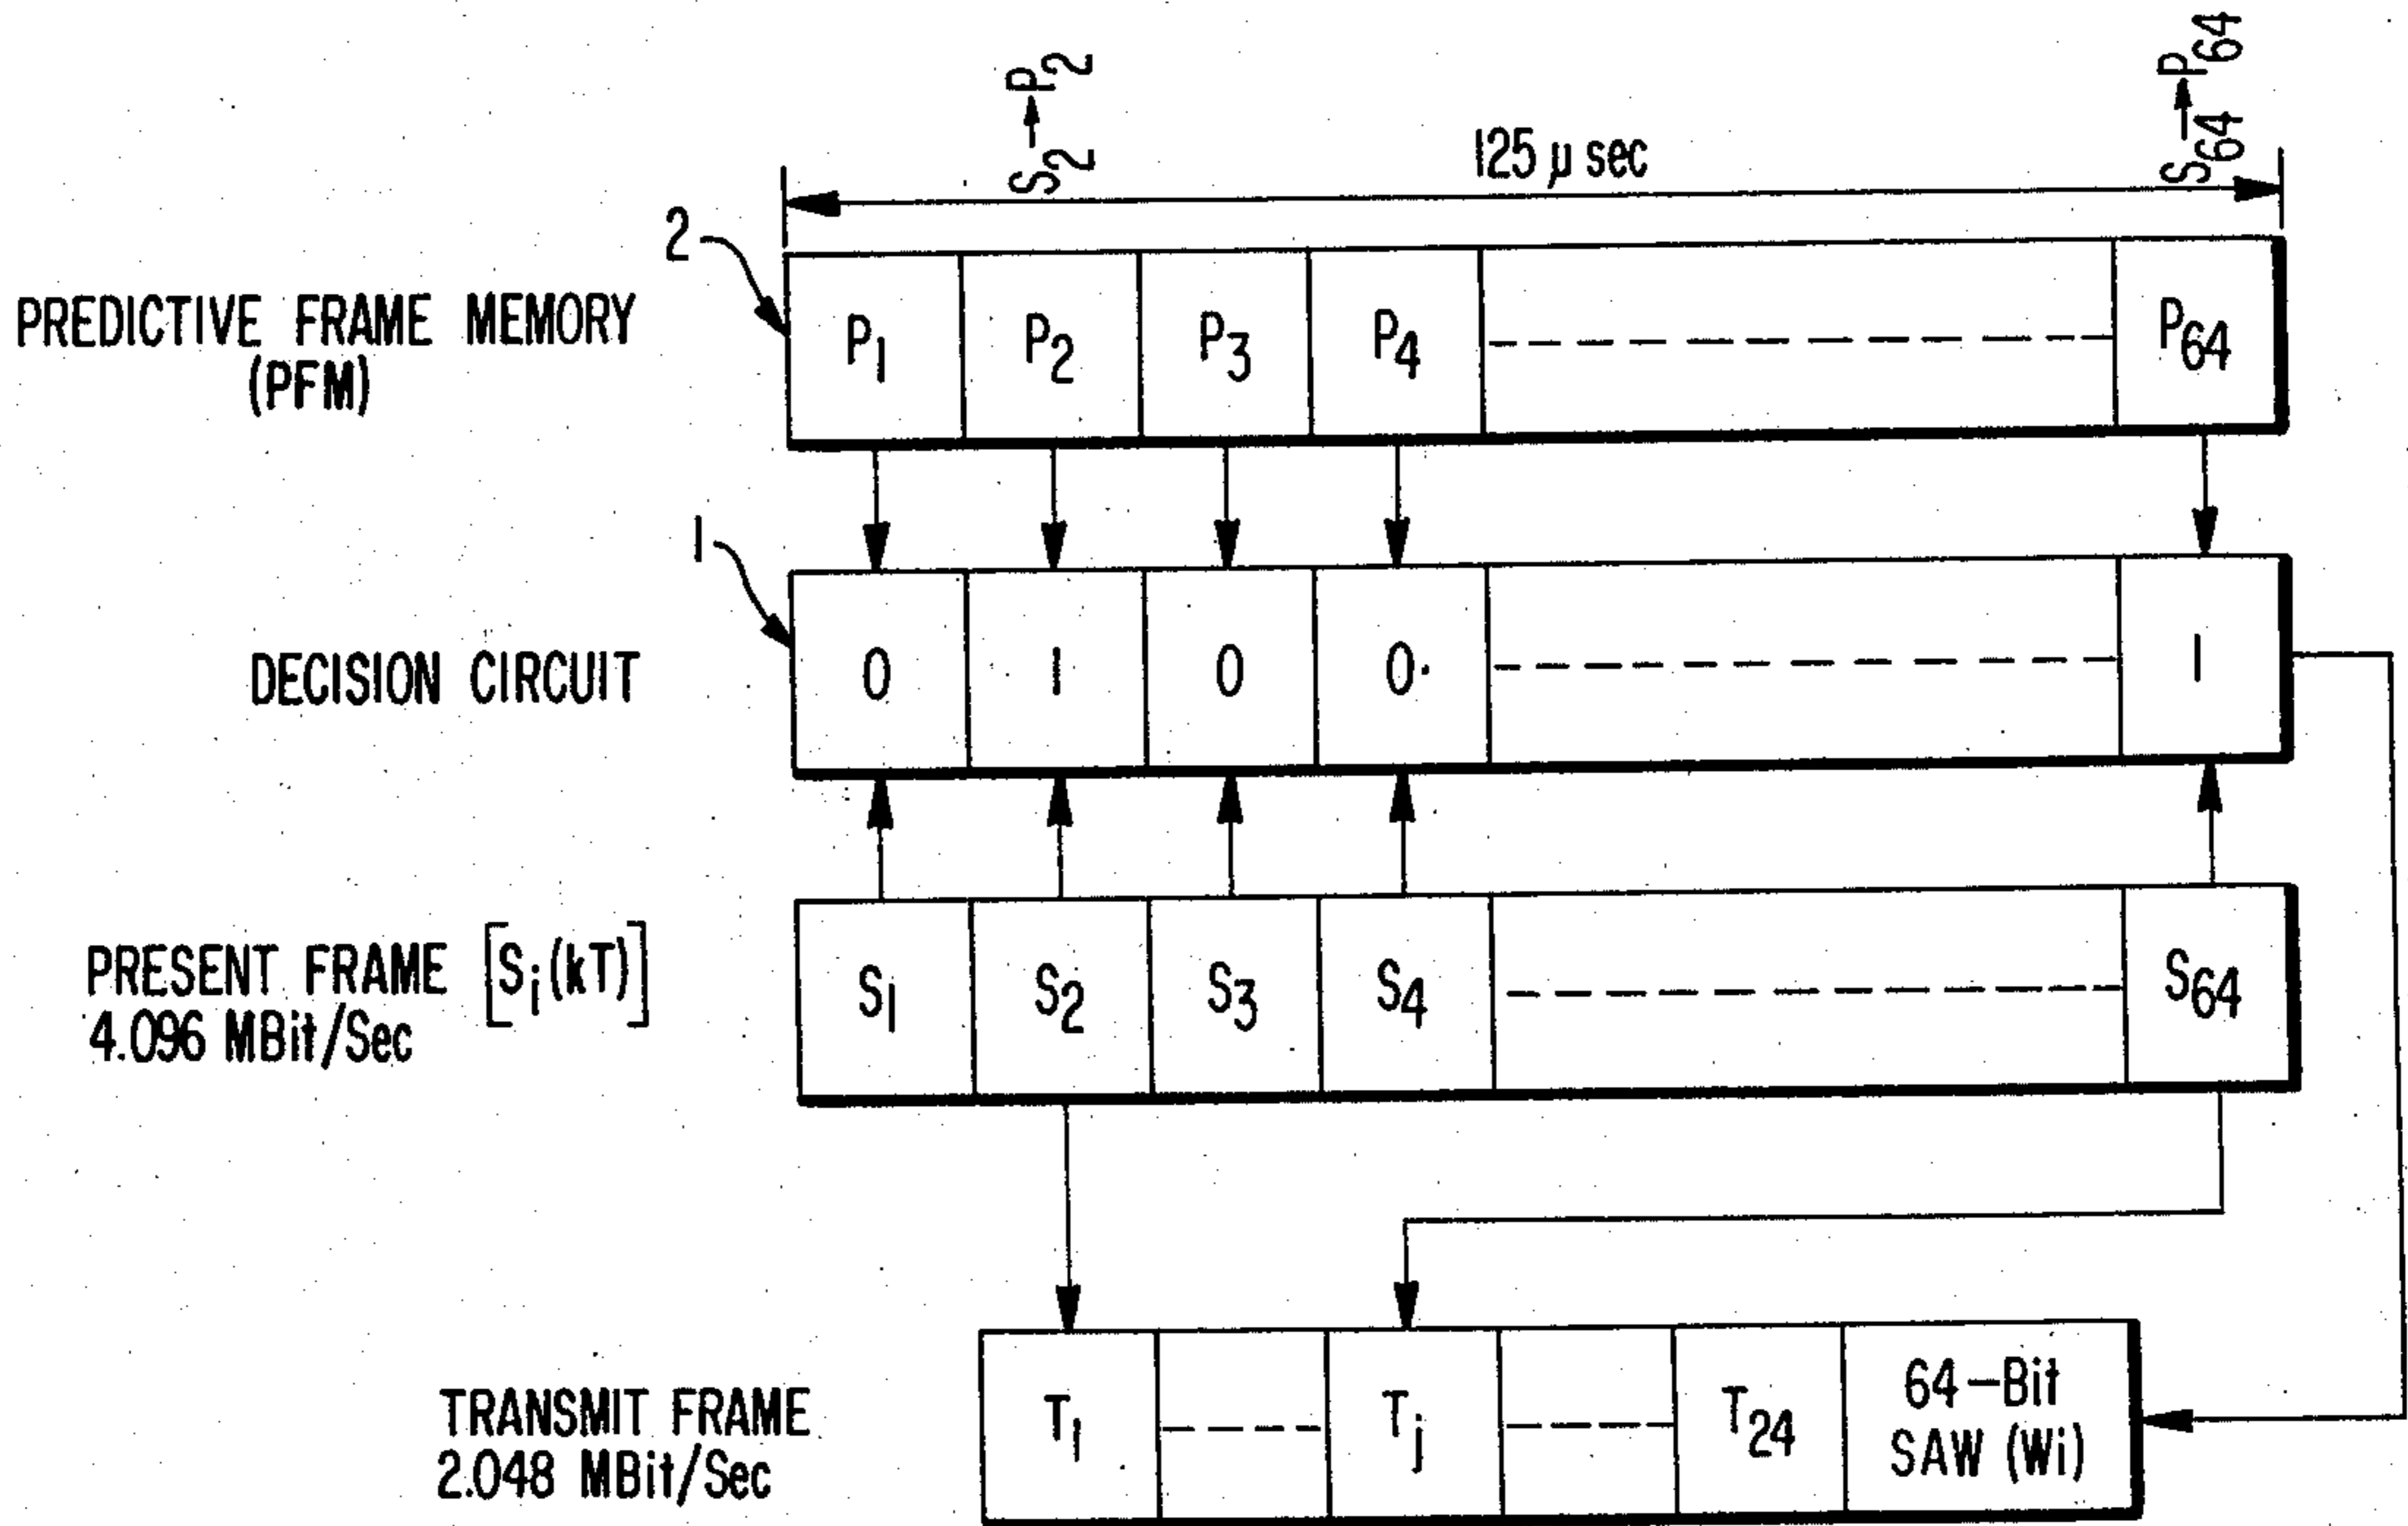 S2→P2
S64→P64
125 μ sec
2
PREDICTIVE FRAME MEMORY
(PFM)
P1 P2 P3 P4 P64
1
DECISION CIRCUIT
0 1 0 0 1
PRESENT FRAME [Si(kT)]
4.096 MBit/Sec
S1 S2 S3 S4 S64
TRANSMIT FRAME
2.048 MBit/Sec
T1 Tj T24
64-Bit
SAW (Wi)